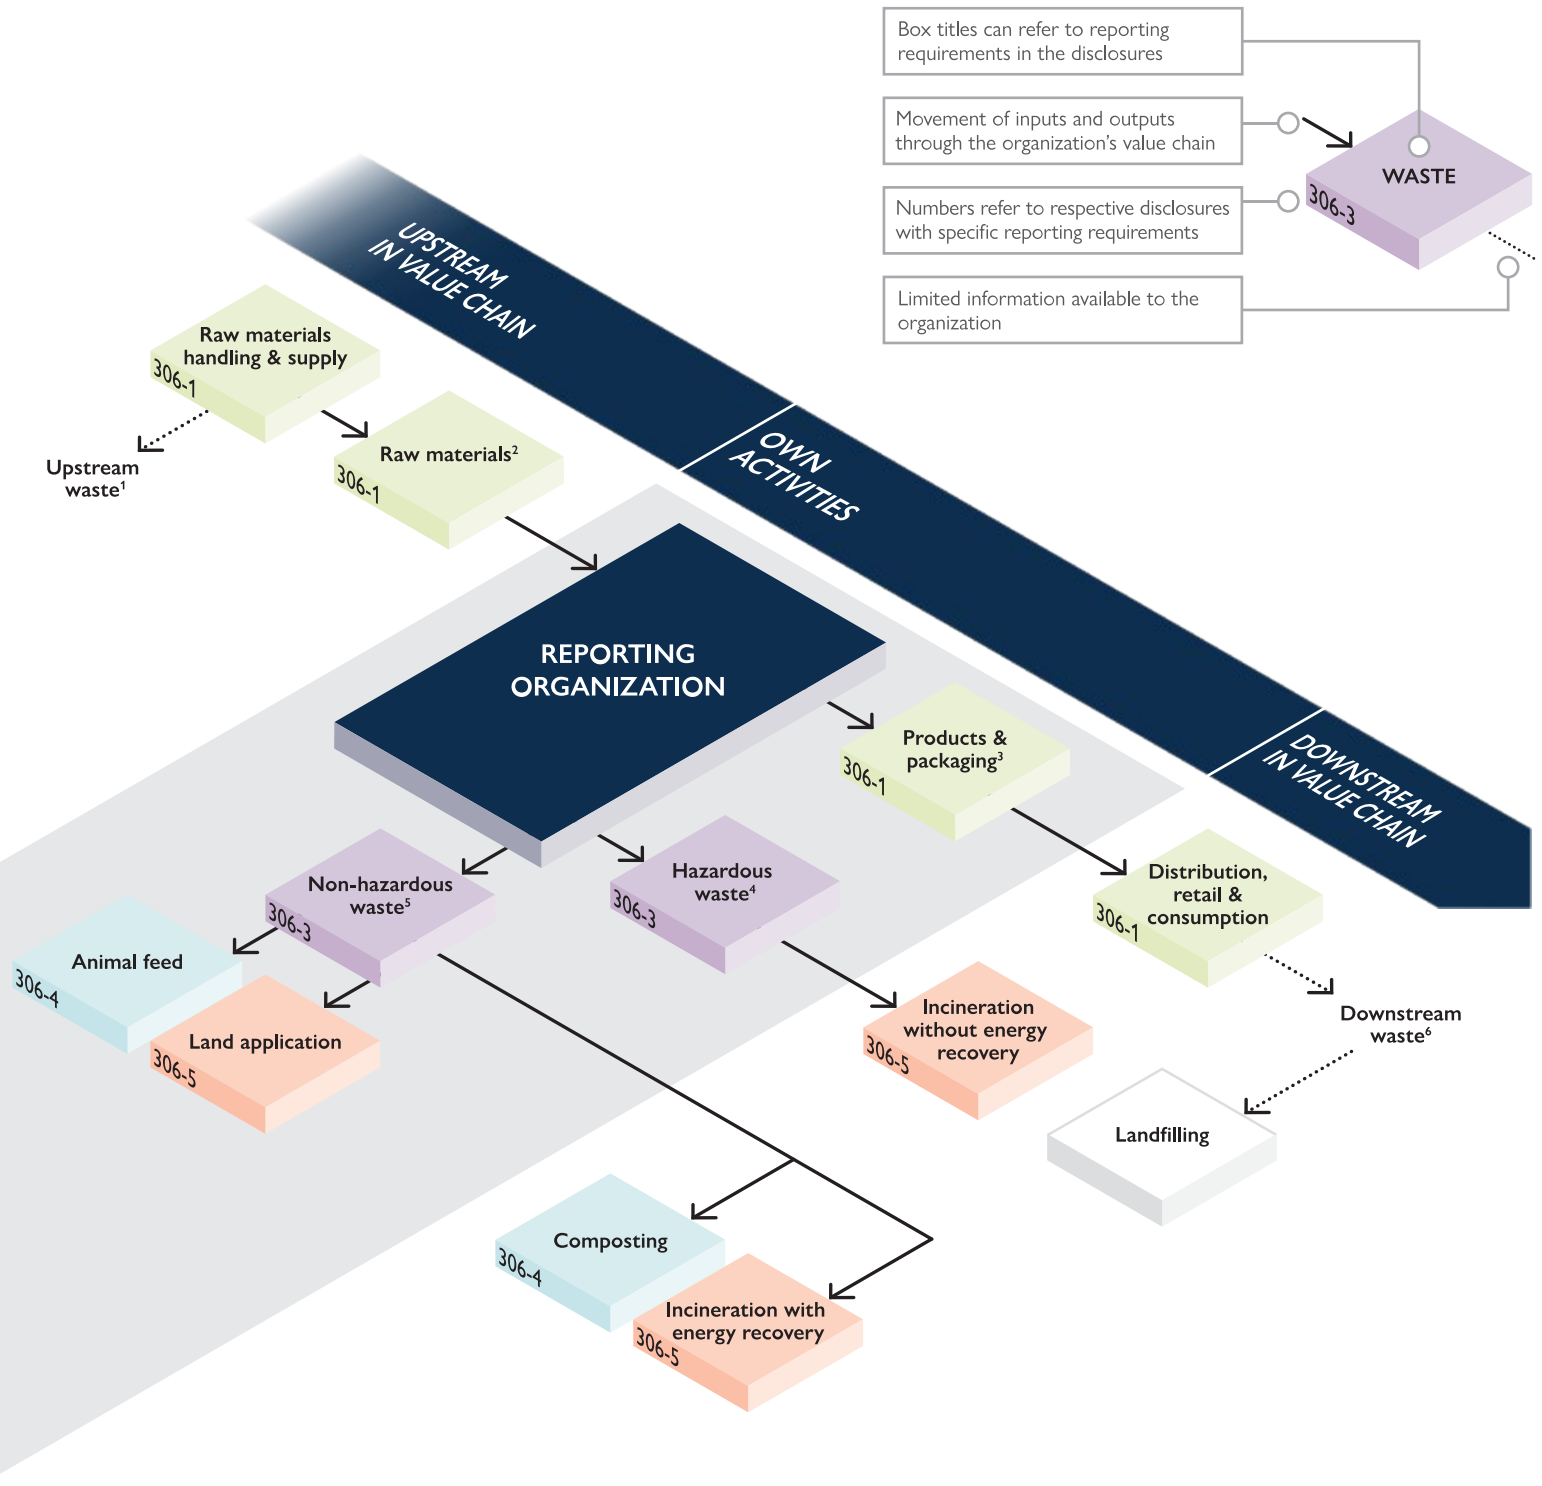 Box titles can refer to reporting
requirements in the disclosures
Movement of inputs and outputs
through the organization's value chain
Numbers refer to respective disclosures
with specific reporting requirements
Limited information available to the
organization
WASTE
306-3
UPSTREAM
IN VALUE CHAIN
OWN
ACTIVITIES
DOWNSTREAM
IN VALUE CHAIN
Raw materials
handling & supply
306-1
Upstream
waste¹
Raw materials²
306-1
REPORTING
ORGANIZATION
Products &
packaging³
306-1
Non-hazardous
waste⁵
306-3
Hazardous
waste⁴
306-3
Distribution,
retail &
consumption
306-1
Animal feed
306-4
Land application
306-5
Incineration
without energy
recovery
306-5
Downstream
waste⁶
Landfilling
Composting
306-4
Incineration with
energy recovery
306-5